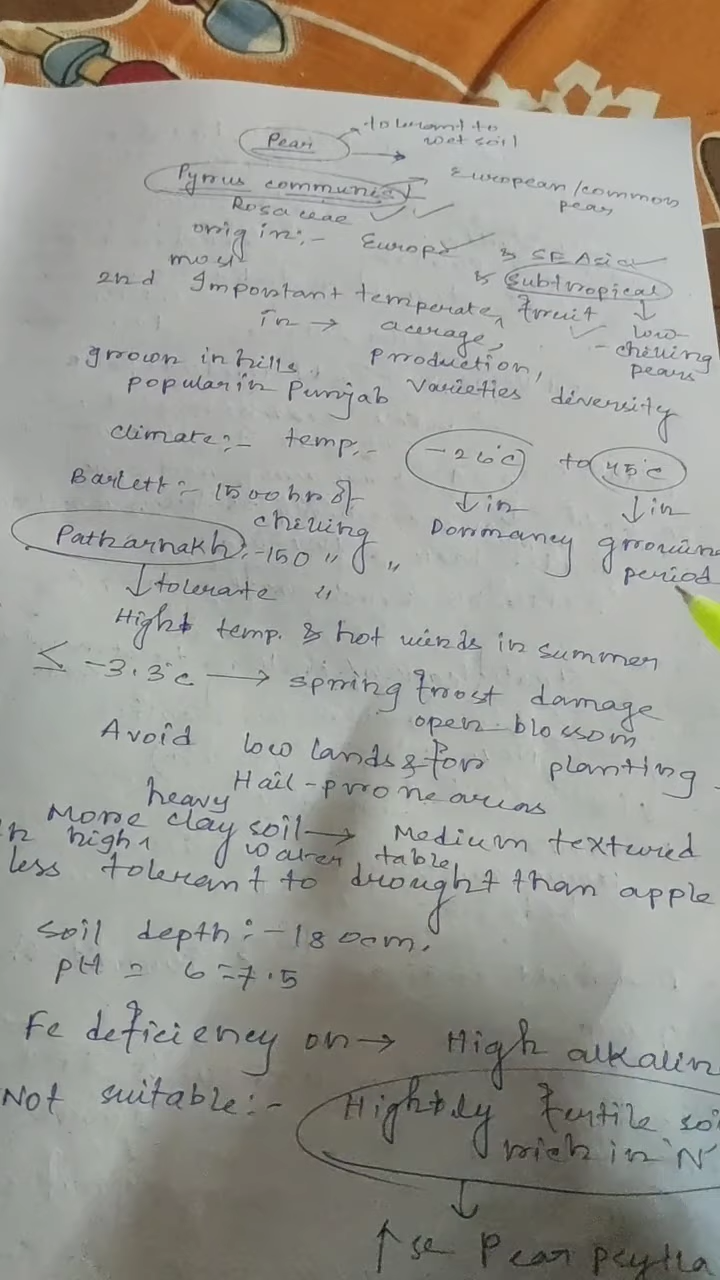 tolerant to
wet soil
Pear →
Pyrus communis → European/common
pear
Rosaceae
origin:- Europe & SE Asia
& subtropical
most
2nd Important temperate fruit
↓
low
chilling
pears
in → acerage,
production,
grown in hills,
popular in Punjab varieties diversity
climate:- temp.- -26°C to 45°C
↓ in ↓ in
Dormancy growing
period
Barlett:- 1500 hrs of
chilling
Patharnakh:- 150 " "
↓ tolerate "
High temp. & hot winds in summer
≤ -3.3°C → spring frost damage
open blossom
Avoid low lands & for planting
Hail-prone areas
heavy
More clay soil → Medium textured
in high water table
less tolerant to drought than apple
soil depth:- 180cm.
pH = 6-7.5
Fe deficiency on → High alkalin
Not suitable:- Highly fertile soi
rich in 'N'
↓
↑se Pear psylla